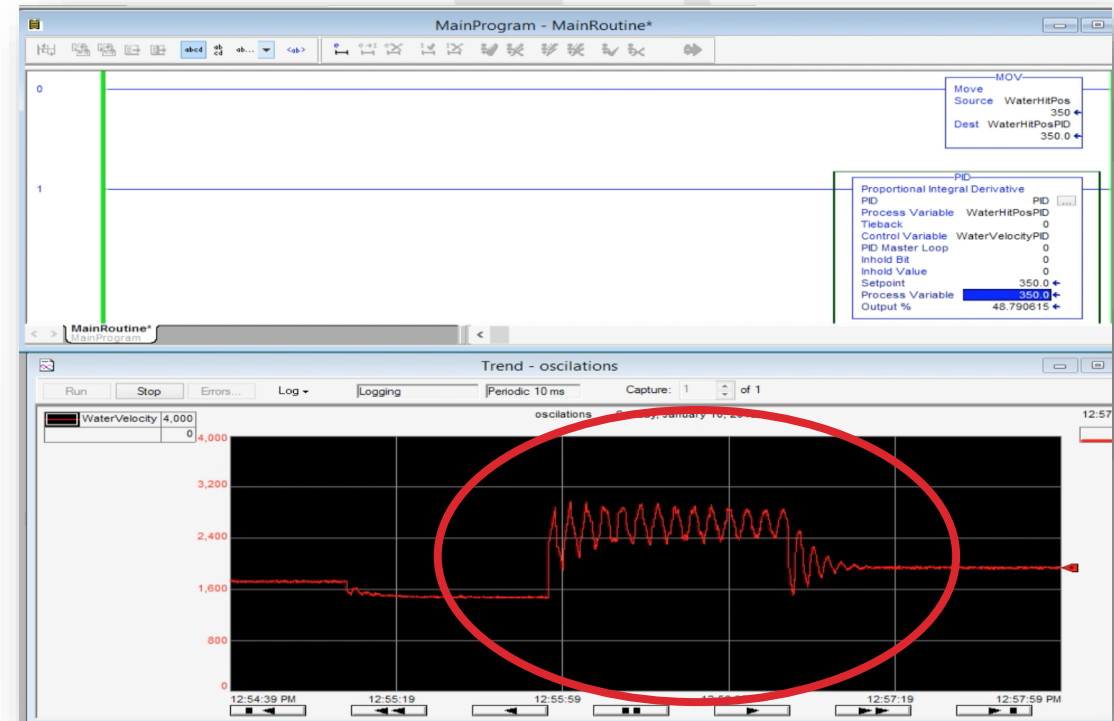 MainProgram - MainRoutine*
abcd ab cd ab... <ab>
0
MOV
Move
Source WaterHitPos
350
Dest WaterHitPosPID
350.0
1
PID
Proportional Integral Derivative
PID PID ...
Process Variable WaterHitPosPID
Tieback 0
Control Variable WaterVelocityPID
PID Master Loop 0
Inhold Bit 0
Inhold Value 0
Setpoint 350.0
Process Variable 350.0
Output % 48.790615
MainRoutine*
MainProgram
Trend - oscilations
Run Stop Errors... Log Logging Periodic 10 ms Capture: 1 of 1
WaterVelocity 4,000
0
oscilations
12:57
4,000
3,200
2,400
1,600
800
0
12:54:39 PM 12:55:19 12:55:59 12:57:19 12:57:59 PM